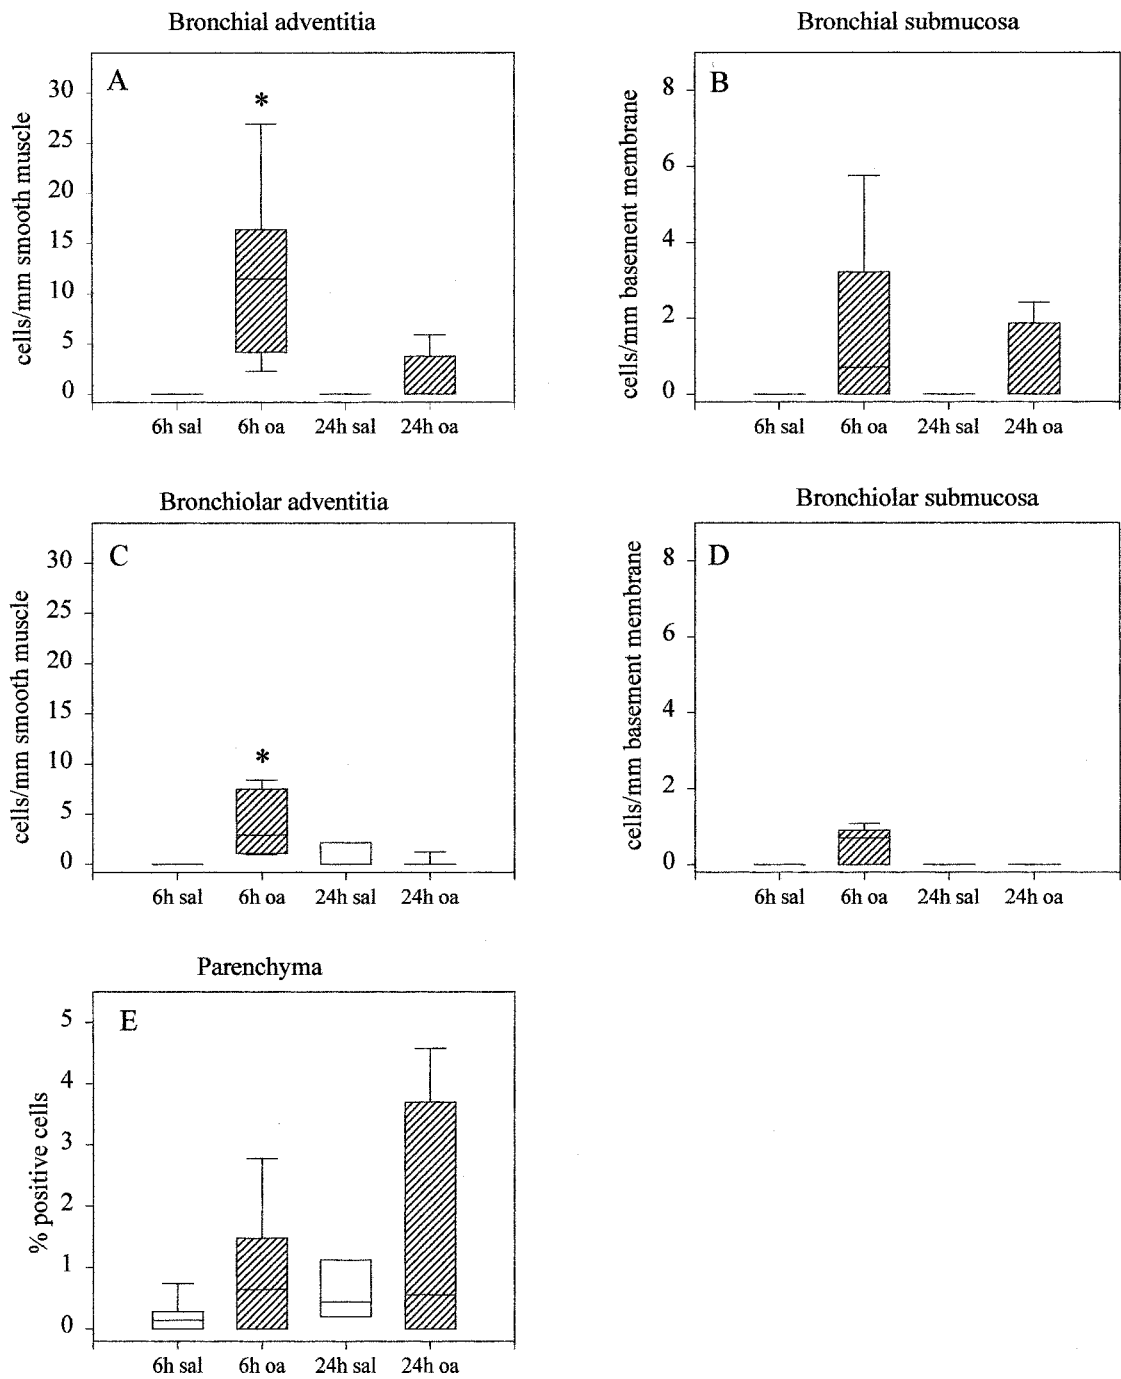 Bronchial adventitia
A
*
cells/mm smooth muscle
30
25
20
15
10
5
0
6h sal 6h oa 24h sal 24h oa
Bronchial submucosa
B
cells/mm basement membrane
8
6
4
2
0
6h sal 6h oa 24h sal 24h oa
Bronchiolar adventitia
C
*
cells/mm smooth muscle
30
25
20
15
10
5
0
6h sal 6h oa 24h sal 24h oa
Bronchiolar submucosa
D
cells/mm basement membrane
8
6
4
2
0
6h sal 6h oa 24h sal 24h oa
Parenchyma
E
% positive cells
5
4
3
2
1
0
6h sal 6h oa 24h sal 24h oa